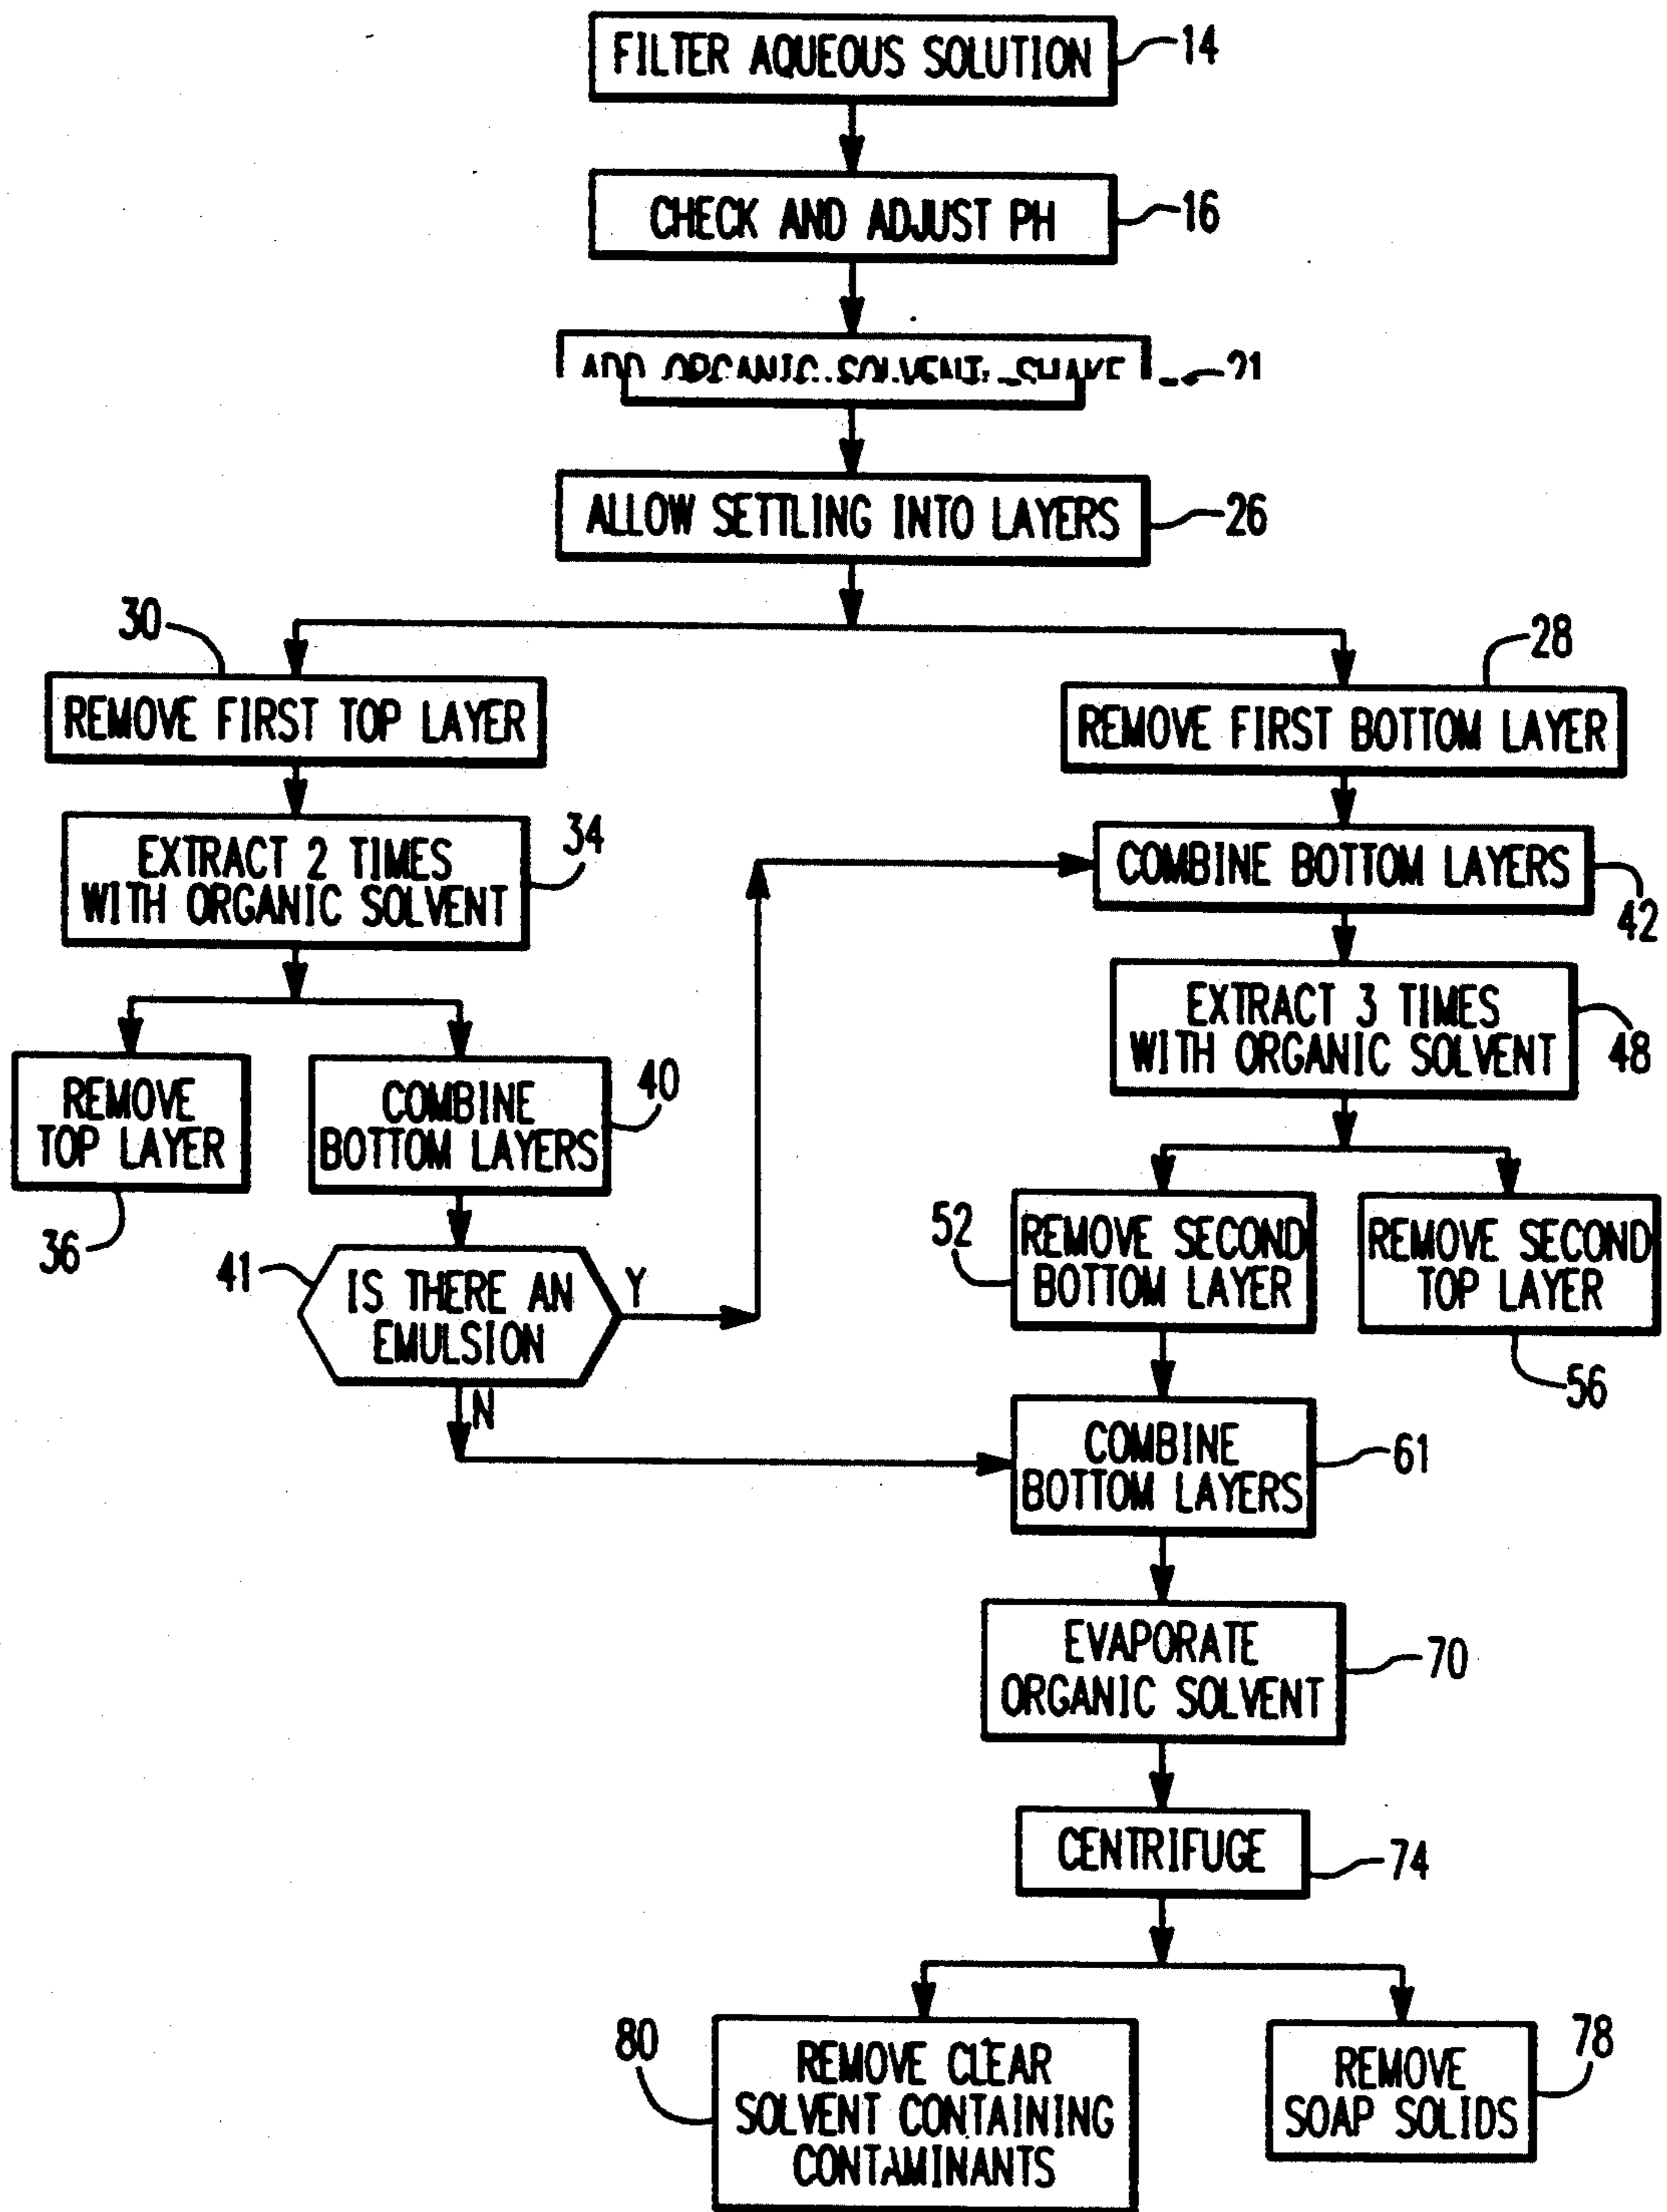 FILTER AQUEOUS SOLUTION
14
CHECK AND ADJUST PH
16
ADD ORGANIC SOLVENT, SHAKE
21
ALLOW SETTLING INTO LAYERS
26
30
REMOVE FIRST TOP LAYER
28
REMOVE FIRST BOTTOM LAYER
EXTRACT 2 TIMES
WITH ORGANIC SOLVENT
34
COMBINE BOTTOM LAYERS
42
EXTRACT 3 TIMES
WITH ORGANIC SOLVENT
48
REMOVE
TOP LAYER
36
COMBINE
BOTTOM LAYERS
40
41
IS THERE AN
EMULSION
Y
N
52
REMOVE SECOND
BOTTOM LAYER
REMOVE SECOND
TOP LAYER
56
COMBINE
BOTTOM LAYERS
61
EVAPORATE
ORGANIC SOLVENT
70
CENTRIFUGE
74
80
REMOVE CLEAR
SOLVENT CONTAINING
CONTAMINANTS
REMOVE
SOAP SOLIDS
78